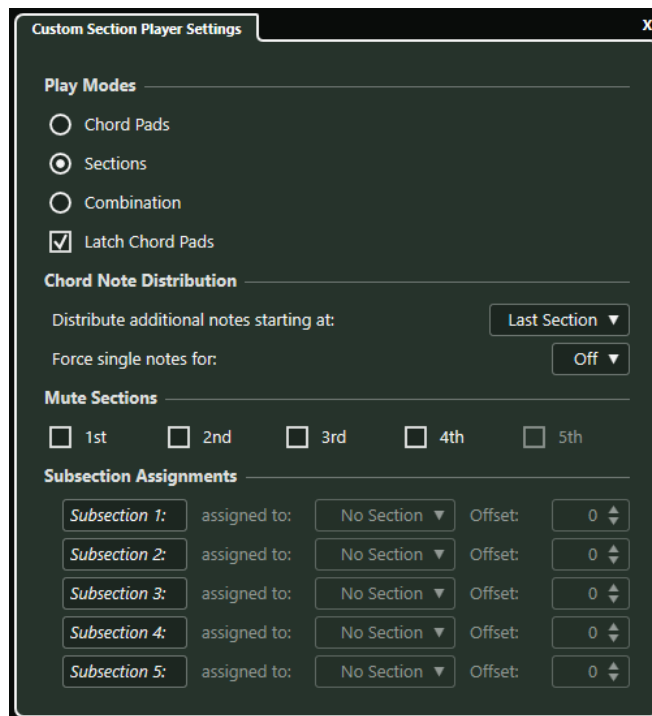 Custom Section Player Settings X
Play Modes
Chord Pads
Sections
Combination
Latch Chord Pads
Chord Note Distribution
Distribute additional notes starting at: Last Section
Force single notes for: Off
Mute Sections
1st 2nd 3rd 4th 5th
Subsection Assignments
Subsection 1: assigned to: No Section Offset: 0
Subsection 2: assigned to: No Section Offset: 0
Subsection 3: assigned to: No Section Offset: 0
Subsection 4: assigned to: No Section Offset: 0
Subsection 5: assigned to: No Section Offset: 0